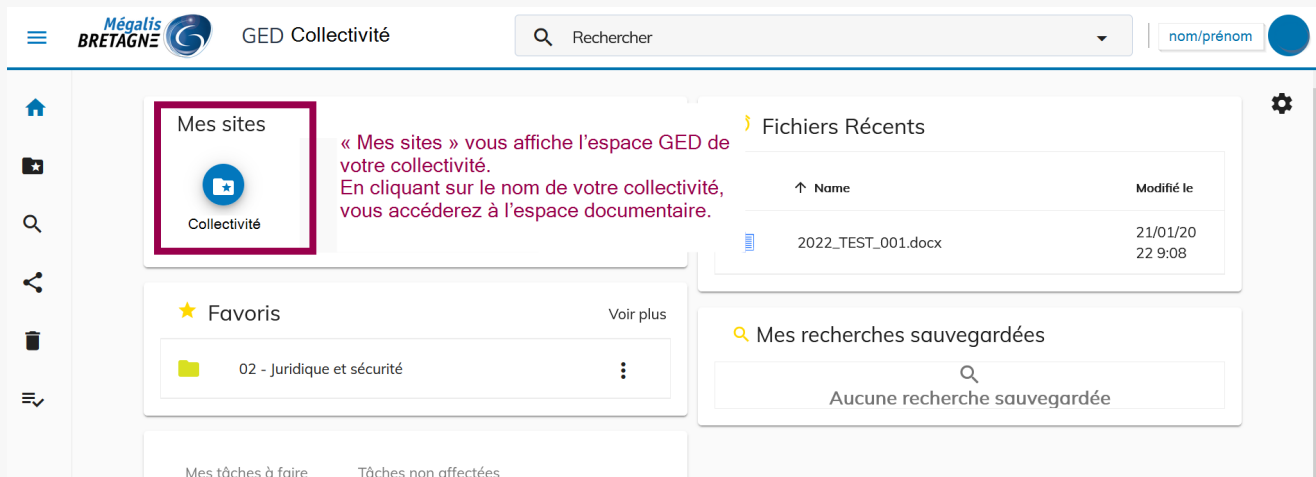 Mégalis
BRETAGNE
GED Collectivité
Rechercher
nom/prénom
Mes sites
Collectivité
« Mes sites » vous affiche l'espace GED de
votre collectivité.
En cliquant sur le nom de votre collectivité,
vous accéderez à l'espace documentaire.
Fichiers Récents
Name
Modifié le
2022_TEST_001.docx
21/01/20
22 9:08
Favoris
Voir plus
02 - Juridique et sécurité
Mes recherches sauvegardées
Aucune recherche sauvegardée
Mes tâches à faire
Tâches non affectées